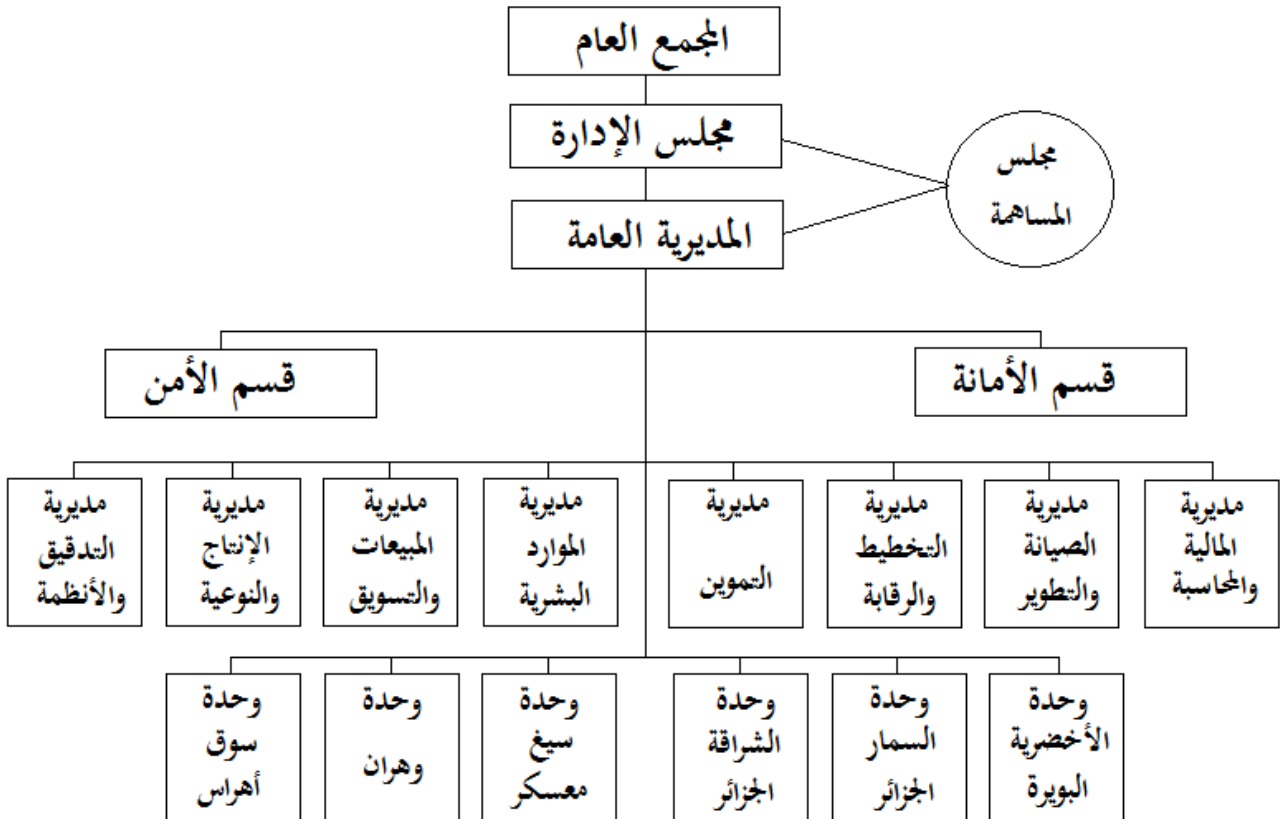 المجمع العام
مجلس الإدارة
مجلس
المساهمة
المديرية العامة
قسم الأمانة
قسم الأمن
مديرية
المالية
والمحاسبة
مديرية
الصيانة
والتطوير
مديرية
التخطيط
والرقابة
مديرية
التموين
مديرية
الموارد
البشرية
مديرية
المبيعات
والتسويق
مديرية
الإنتاج
والنوعية
مديرية
التدقيق
والأنظمة
وحدة
الأخضرية
البويرة
وحدة
السمار
الجزائر
وحدة
الشراقة
الجزائر
وحدة
سيغ
معسكر
وحدة
وهران
وحدة
سوق
أهراس